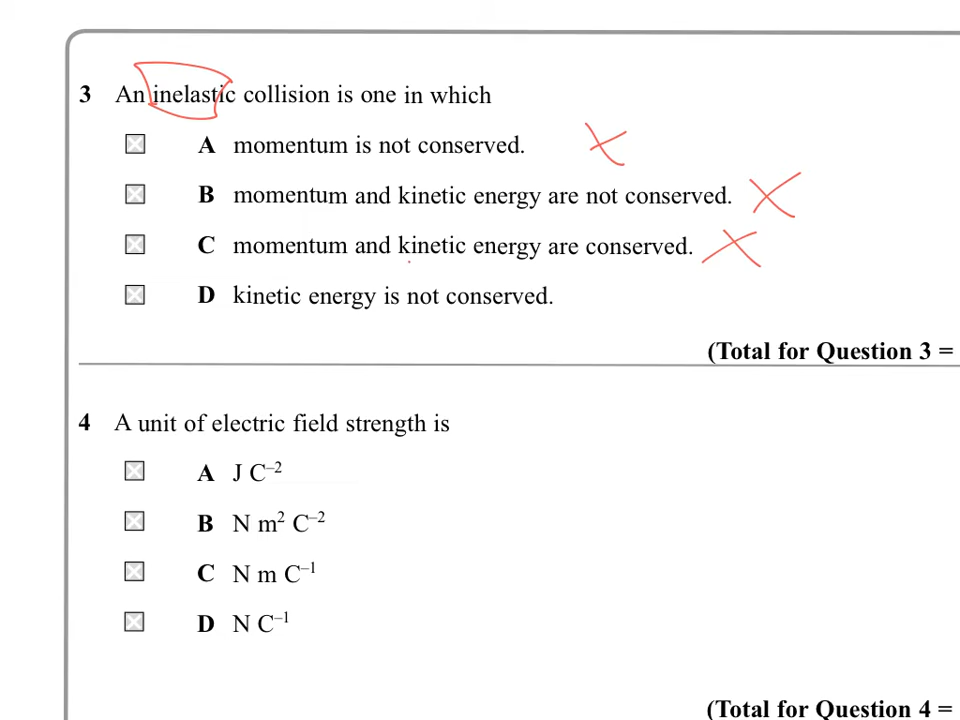 3 An inelastic collision is one in which
A momentum is not conserved.
B momentum and kinetic energy are not conserved.
C momentum and kinetic energy are conserved.
D kinetic energy is not conserved.
(Total for Question 3 =
4 A unit of electric field strength is
A J C⁻²
B N m² C⁻²
C N m C⁻¹
D N C⁻¹
(Total for Question 4 =